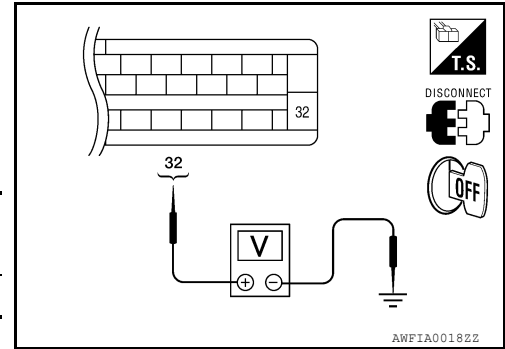 T.S.
DISCONNECT
32
OFF
32
V
+ −
AWFIA0018ZZ